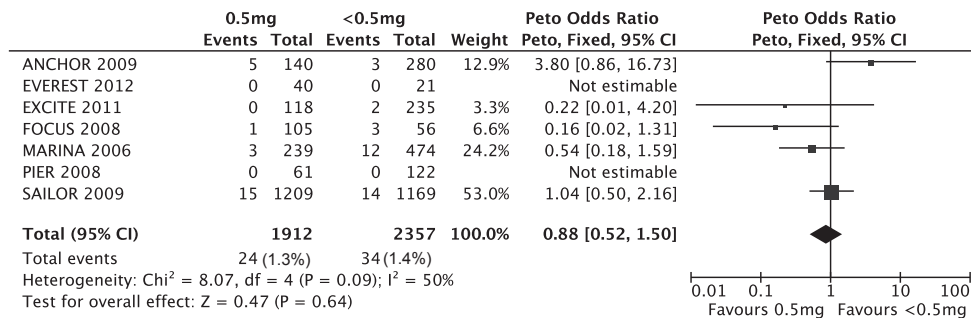 0.5mg <0.5mg Peto Odds Ratio Peto Odds Ratio
Events Total Events Total Weight Peto, Fixed, 95% CI Peto, Fixed, 95% CI
ANCHOR 2009 5 140 3 280 12.9% 3.80 [0.86, 16.73]
EVEREST 2012 0 40 0 21 Not estimable
EXCITE 2011 0 118 2 235 3.3% 0.22 [0.01, 4.20]
FOCUS 2008 1 105 3 56 6.6% 0.16 [0.02, 1.31]
MARINA 2006 3 239 12 474 24.2% 0.54 [0.18, 1.59]
PIER 2008 0 61 0 122 Not estimable
SAILOR 2009 15 1209 14 1169 53.0% 1.04 [0.50, 2.16]
Total (95% CI) 1912 2357 100.0% 0.88 [0.52, 1.50]
Total events 24 (1.3%) 34 (1.4%)
Heterogeneity: Chi² = 8.07, df = 4 (P = 0.09); I² = 50%
Test for overall effect: Z = 0.47 (P = 0.64)
0.01 0.1 1 10 100
Favours 0.5mg Favours <0.5mg